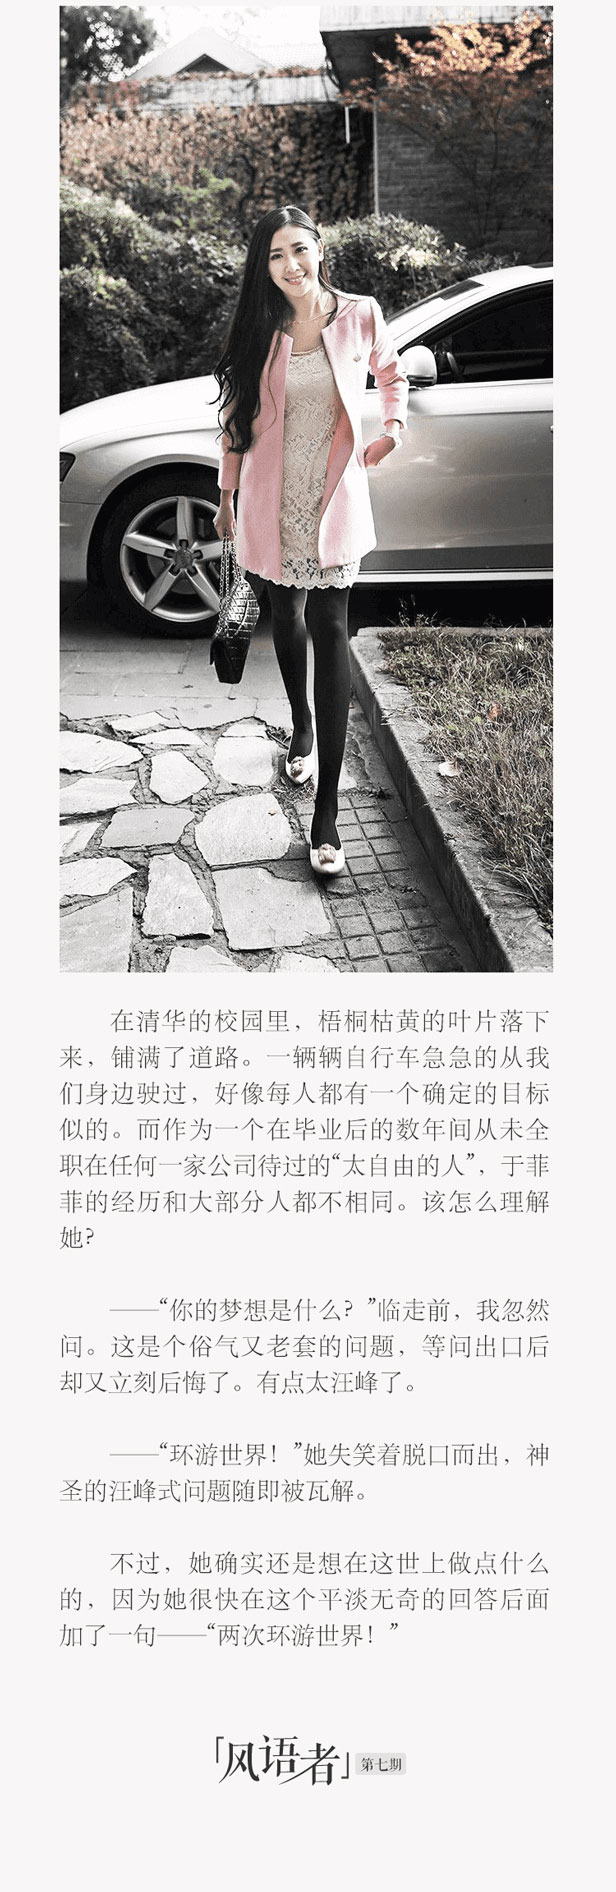 在清华的校园里，梧桐枯黄的叶片落下
来，铺满了道路。一辆辆自行车急急的从我
们身边驶过，好像每人都有一个确定的目标
似的。而作为一个在毕业后的数年间从未全
职在任何一家公司待过的“太自由的人”，于菲
菲的经历和大部分人都不相同。该怎么理解
她？
——“你的梦想是什么？”临走前，我忽然
问。这是个俗气又老套的问题，等问出口后
却又立刻后悔了。有点太汪峰了。
——“环游世界！”她失笑着脱口而出，神
圣的汪峰式问题随即被瓦解。
不过，她确实还是想在这世上做点什么
的，因为她很快在这个平淡无奇的回答后面
加了一句——“两次环游世界！”
「风语者」第七期